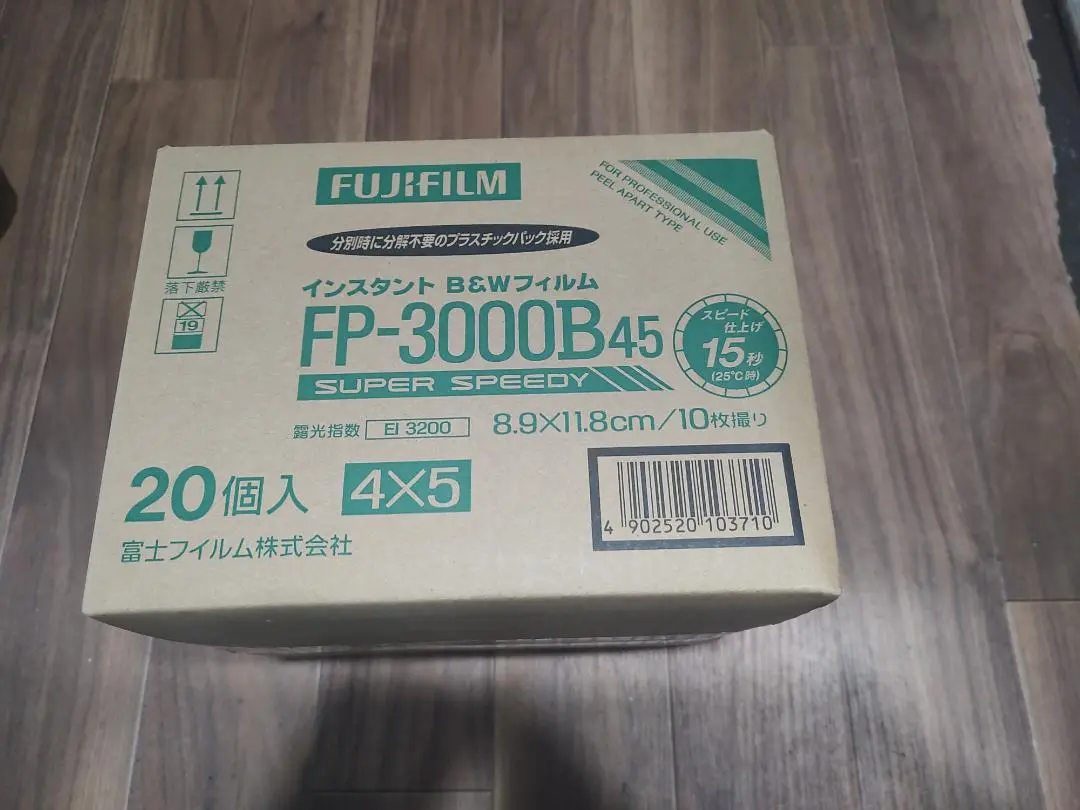 FUJIFILM
FOR PROFESSIONAL USE
PEEL APART TYPE
分別時に分解不要のプラスチックパック採用
落下厳禁
19
インスタント B&Wフィルム
FP-3000B45
SUPER SPEEDY
スピード
仕上げ
15秒
(25℃時)
露光指数 EI 3200 8.9×11.8cm/10枚撮り
20個入 4×5
富士フイルム株式会社
4 902520 103710